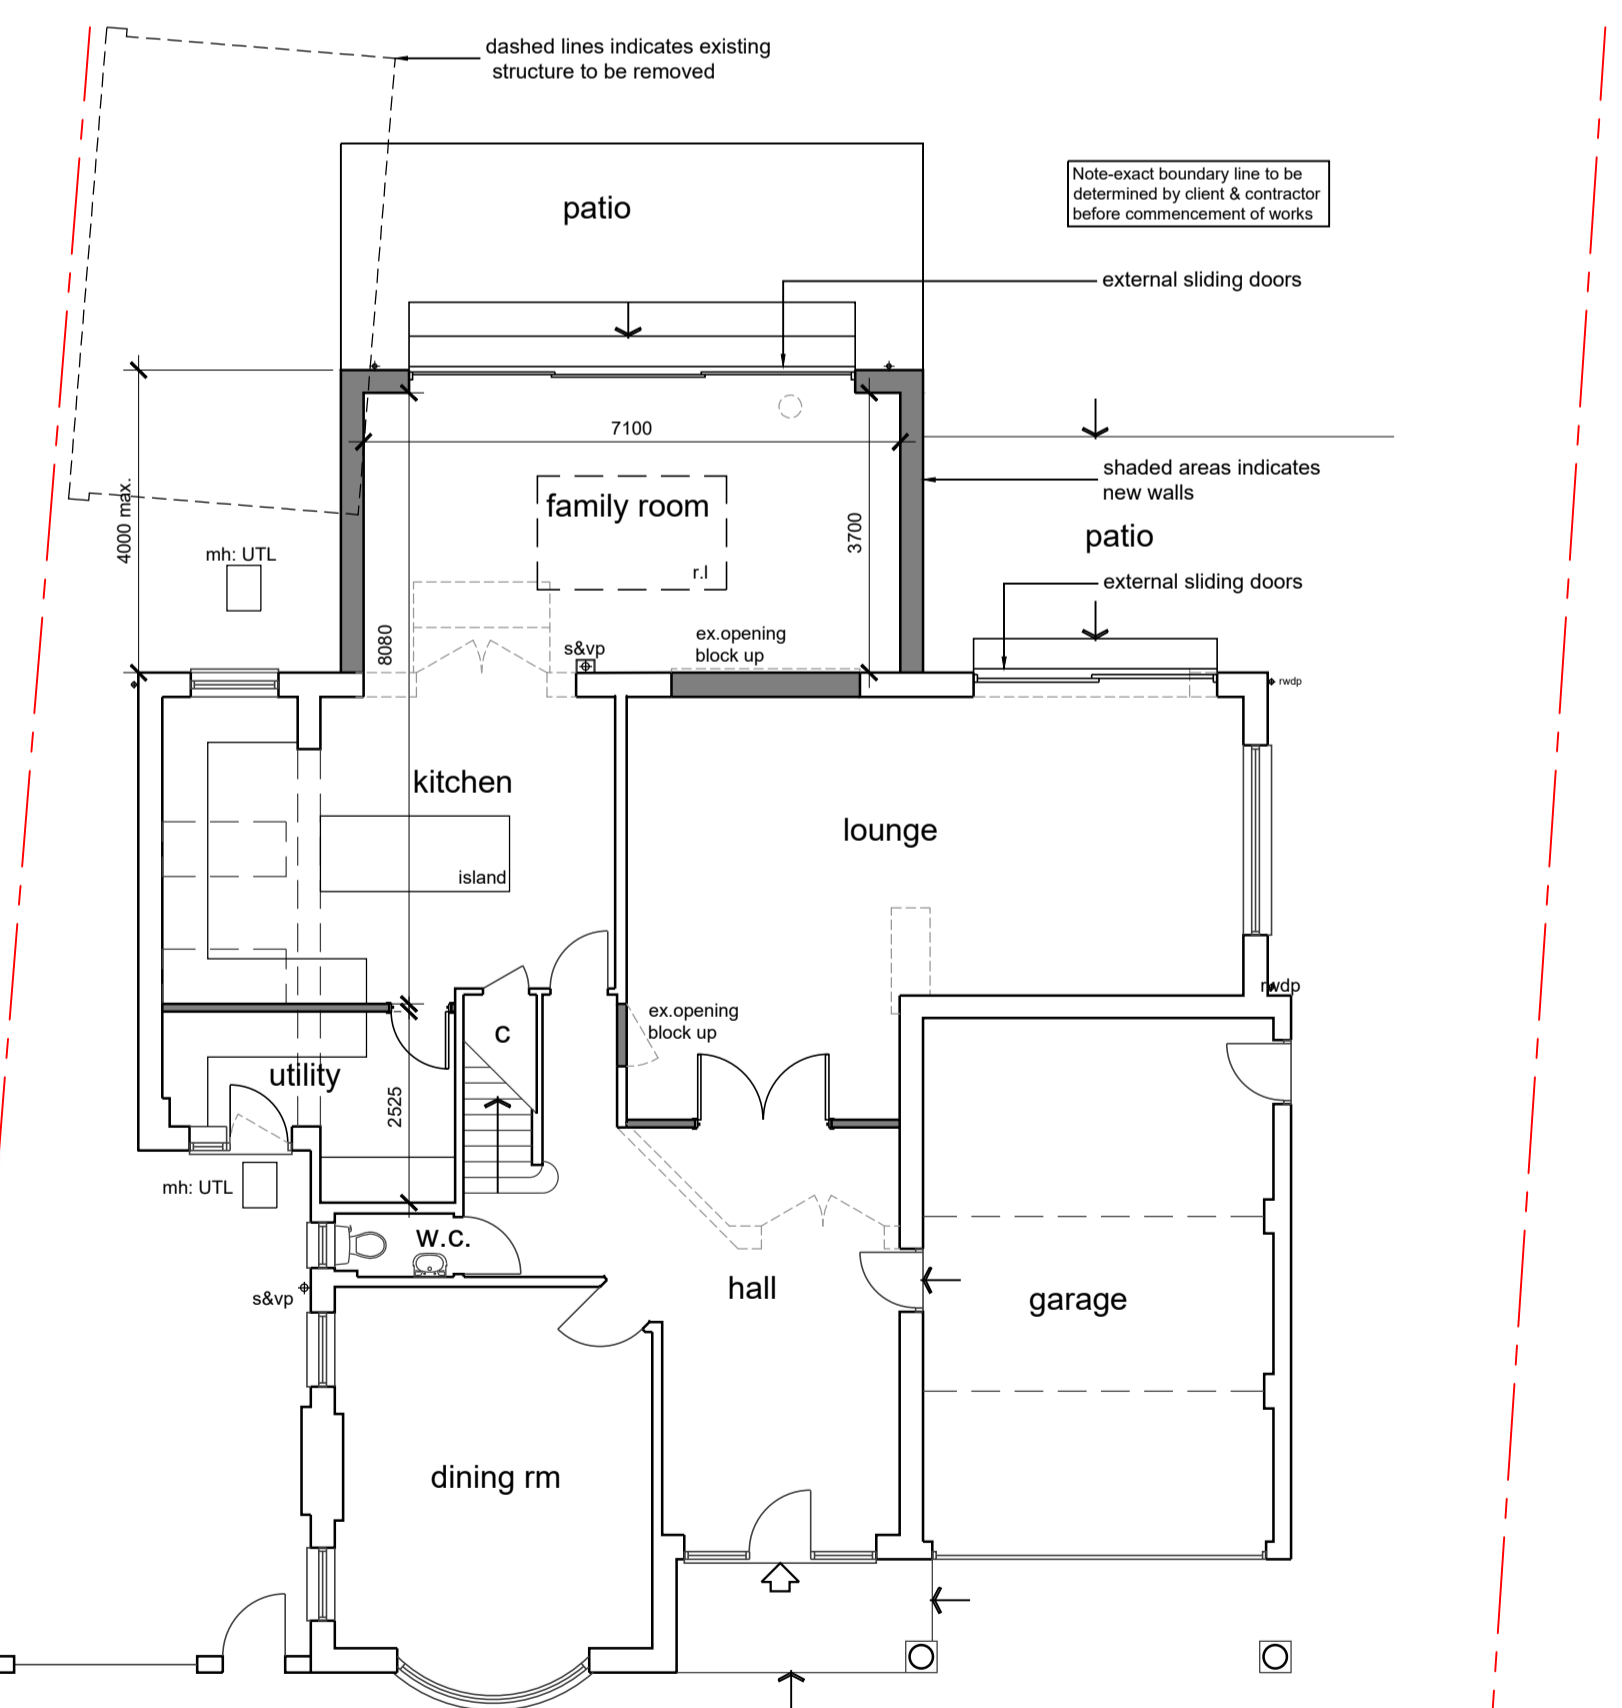 dashed lines indicates existing
structure to be removed
patio
Note-exact boundary line to be
determined by client & contractor
before commencement of works
external sliding doors
7100
shaded areas indicates
new walls
family room
4000 max.
3700
patio
mh: UTL
r.l
external sliding doors
8080
s&vp
ex.opening
block up
rwdp
kitchen
lounge
island
rwdp
ex.opening
block up
c
utility
2525
mh: UTL
w.c.
hall
s&vp
garage
dining rm